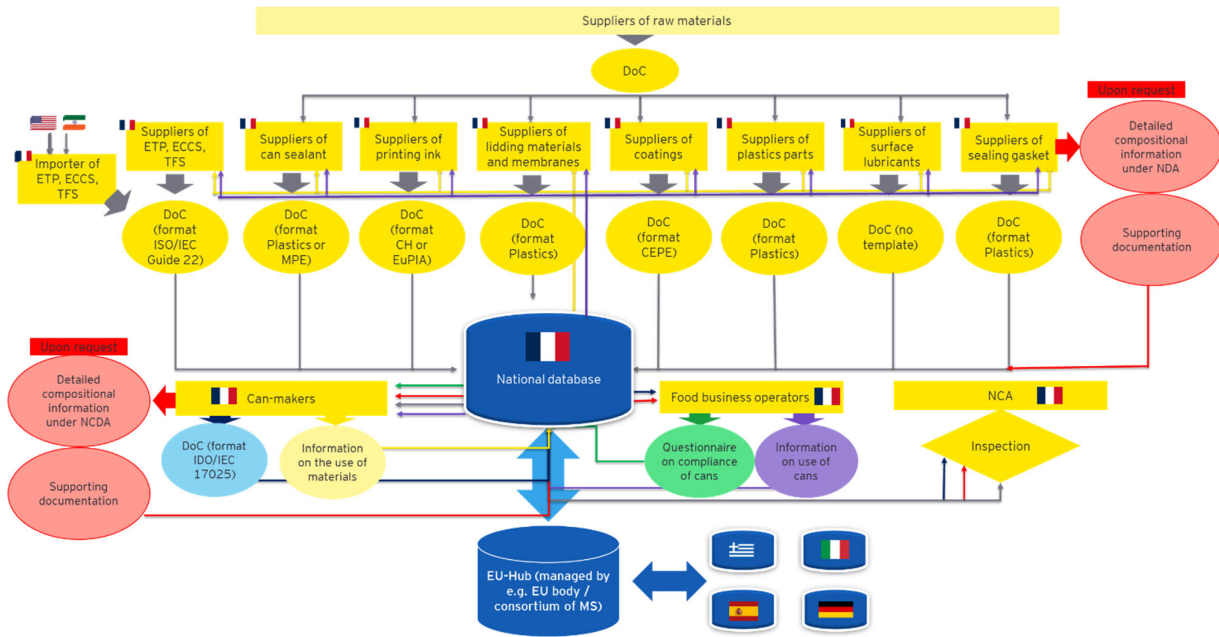 Suppliers of raw materials
DoC
Upon request
Detailed
compositional
information
under NDA
Suppliers of
ETP, ECCS,
TFS
Suppliers of
can sealant
Suppliers of
printing ink
Suppliers of
lidding materials
and membranes
Suppliers of
coatings
Suppliers of
plastics parts
Suppliers of
surface
lubricants
Suppliers of
sealing gasket
Importer of
ETP, ECCS,
TFS
DoC
(format
ISO/IEC
Guide 22)
DoC
(format
Plastics or
MPE)
DoC
(format
CH or
EuPIA)
DoC
(format
Plastics)
DoC
(format
CEPE)
DoC
(format
Plastics)
DoC (no
template)
DoC
(format
Plastics)
Supporting
documentation
National database
Upon request
Detailed
compositional
information
under NCDA
Can-makers
Food business operators
NCA
DoC (format
IDO/IEC
17025)
Information
on the use of
materials
Questionnaire
on compliance
of cans
Information
on use of
cans
Inspection
Supporting
documentation
EU-Hub (managed by
e.g. EU body /
consortium of MS)